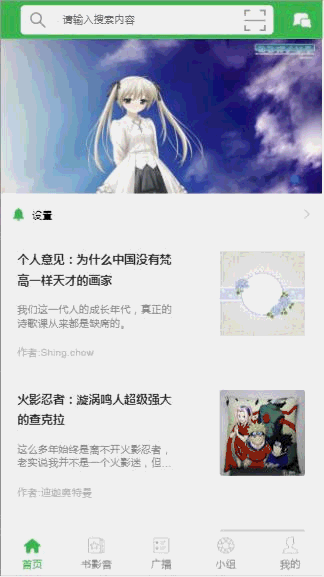 请输入搜索内容
设置
个人意见：为什么中国没有梵
高一样天才的画家
我们这一代人的成长年代，真正的
诗歌课从来都是缺席的。
作者:Shing.chow
火影忍者：漩涡鸣人超级强大
的查克拉
这么多年始终是离不开火影忍者，
老实说我并不是一个火影迷，但...
作者:迪迦奥特曼
首页
书影音
广播
小组
我的